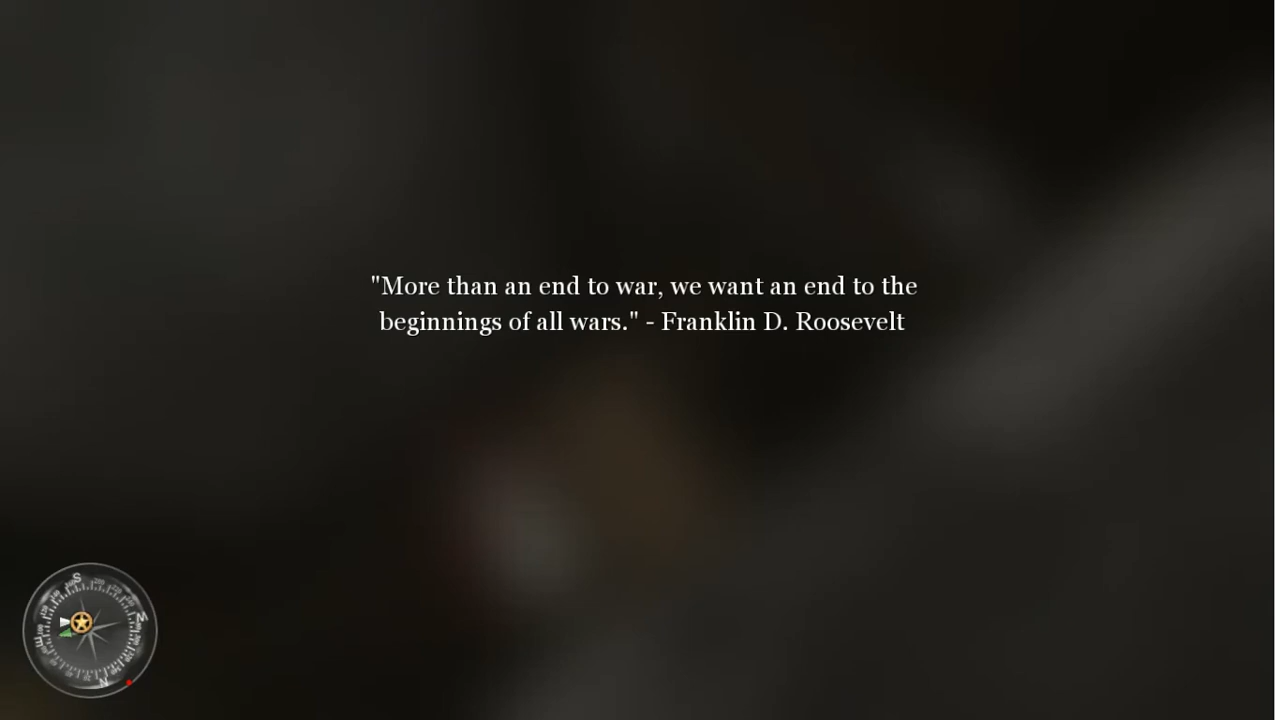 "More than an end to war, we want an end to the
beginnings of all wars." - Franklin D. Roosevelt
S
W
N